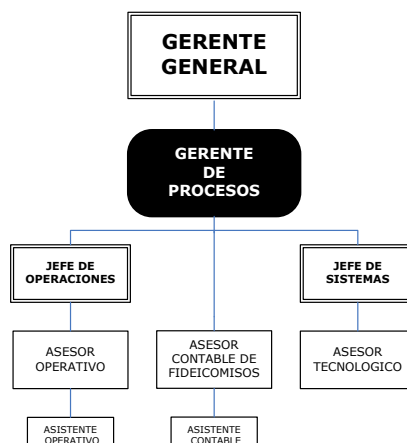 GERENTE
GENERAL
GERENTE
DE
PROCESOS
JEFE DE
OPERACIONES
JEFE DE
SISTEMAS
ASESOR
OPERATIVO
ASESOR
CONTABLE DE
FIDEICOMISOS
ASESOR
TECNOLOGICO
ASISTENTE
OPERATIVO
ASISTENTE
CONTABLE